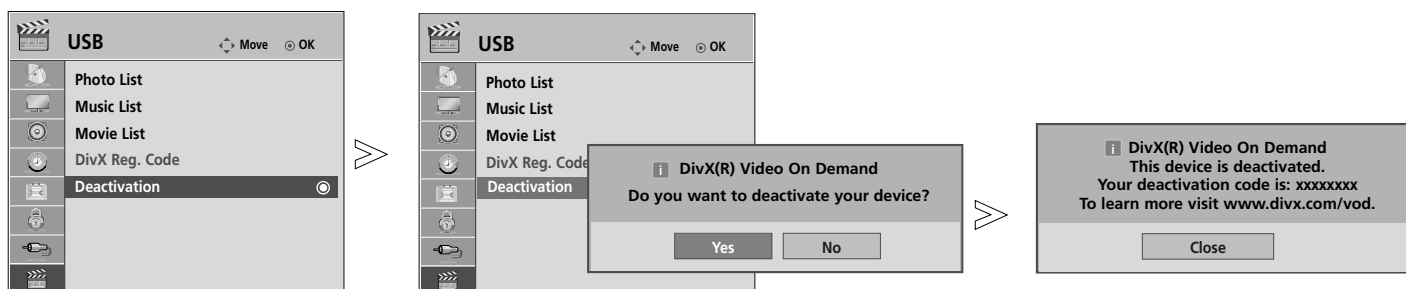 USB Move OK
Photo List
Music List
Movie List
DivX Reg. Code
Deactivation
USB Move OK
Photo List
Music List
Movie List
DivX Reg. Code
Deactivation
i DivX(R) Video On Demand
Do you want to deactivate your device?
Yes No
i DivX(R) Video On Demand
This device is deactivated.
Your deactivation code is: xxxxxxxx
To learn more visit www.divx.com/vod.
Close